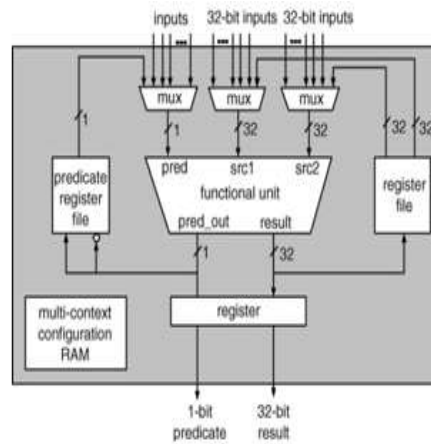 inputs 32-bit inputs 32-bit inputs
mux mux mux
1 32 32
1 32 32
pred src1 src2
functional unit
pred_out result
predicate
register
file
register
file
1 32
multi-context
configuration
RAM
register
1-bit
predicate
32-bit
result